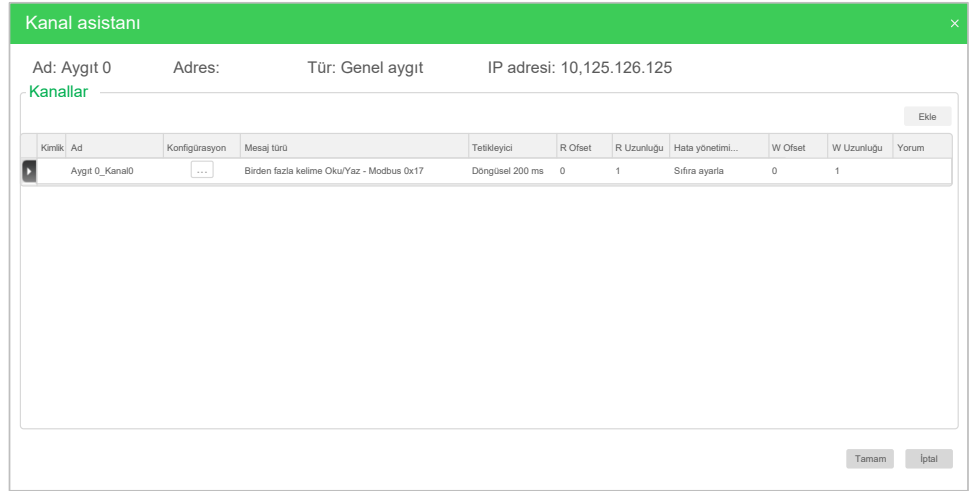 Kanal asistanı ×
Ad: Aygıt 0 Adres: Tür: Genel aygıt IP adresi: 10,125.126.125
Kanallar
Ekle
Kimlik Ad Konfigürasyon Mesaj türü Tetikleyici R Ofset R Uzunluğu Hata yönetimi... W Ofset W Uzunluğu Yorum
Aygıt 0_Kanal0 ... Birden fazla kelime Oku/Yaz - Modbus 0x17 Döngüsel 200 ms 0 1 Sıfıra ayarla 0 1
Tamam İptal